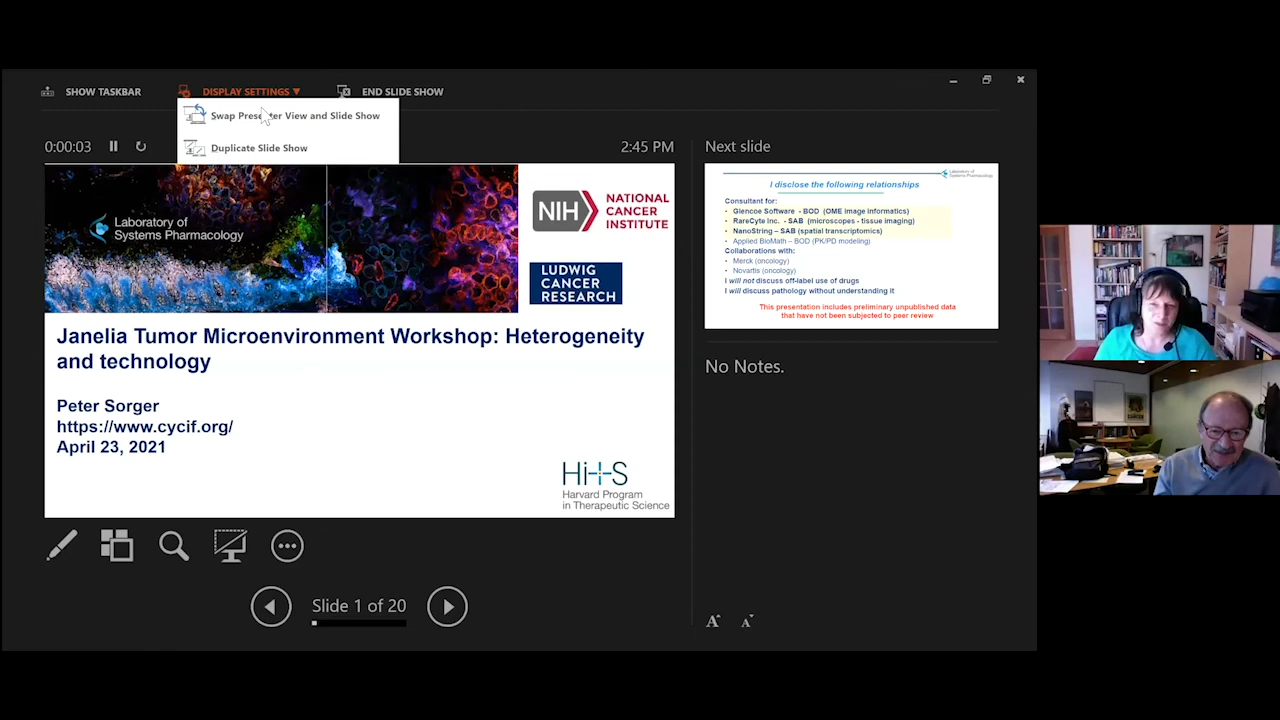 SHOW TASKBAR
DISPLAY SETTINGS ▼
END SLIDE SHOW
Swap Presenter View and Slide Show
Duplicate Slide Show
0:00:03
2:45 PM
Laboratory of
Systems Pharmacology
NIH
NATIONAL
CANCER
INSTITUTE
LUDWIG
CANCER
RESEARCH
Janelia Tumor Microenvironment Workshop: Heterogeneity
and technology
Peter Sorger
https://www.cycif.org/
April 23, 2021
HiTS
Harvard Program
in Therapeutic Science
Slide 1 of 20
Next slide
Laboratory of
Systems Pharmacology
I disclose the following relationships
Consultant for:
• Glencoe Software - BOD (OME image informatics)
• RareCyte Inc. - SAB (microscopes - tissue imaging)
• NanoString – SAB (spatial transcriptomics)
• Applied BioMath – BOD (PK/PD modeling)
Collaborations with:
• Merck (oncology)
• Novartis (oncology)
I will not discuss off-label use of drugs
I will discuss pathology without understanding it
This presentation includes preliminary unpublished data
that have not been subjected to peer review
No Notes.
A A